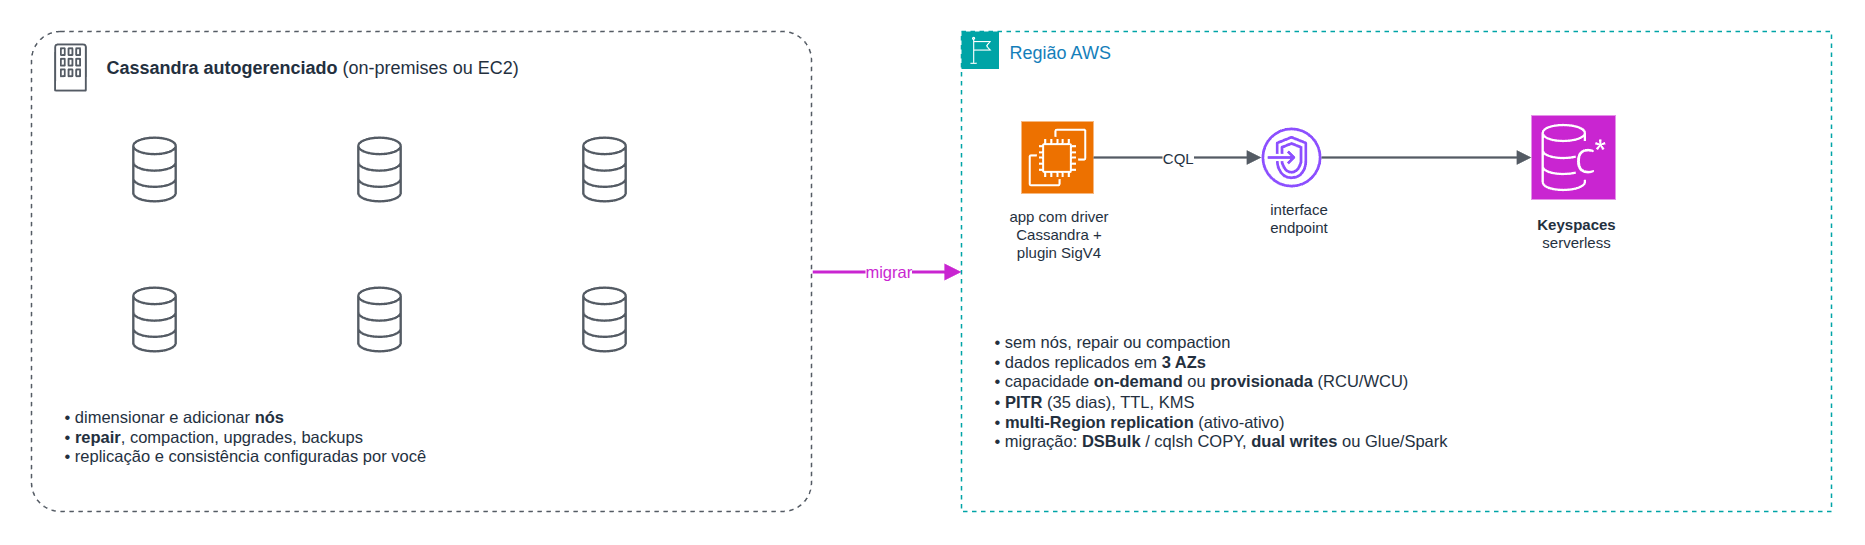 Cassandra autogerenciado (on-premises ou EC2)
• dimensionar e adicionar nós
• repair, compaction, upgrades, backups
• replicação e consistência configuradas por você
migrar
Região AWS
CQL
C*
app com driver
Cassandra +
plugin SigV4
interface
endpoint
Keyspaces
serverless
• sem nós, repair ou compaction
• dados replicados em 3 AZs
• capacidade on-demand ou provisionada (RCU/WCU)
• PITR (35 dias), TTL, KMS
• multi-Region replication (ativo-ativo)
• migração: DSBulk / cqlsh COPY, dual writes ou Glue/Spark